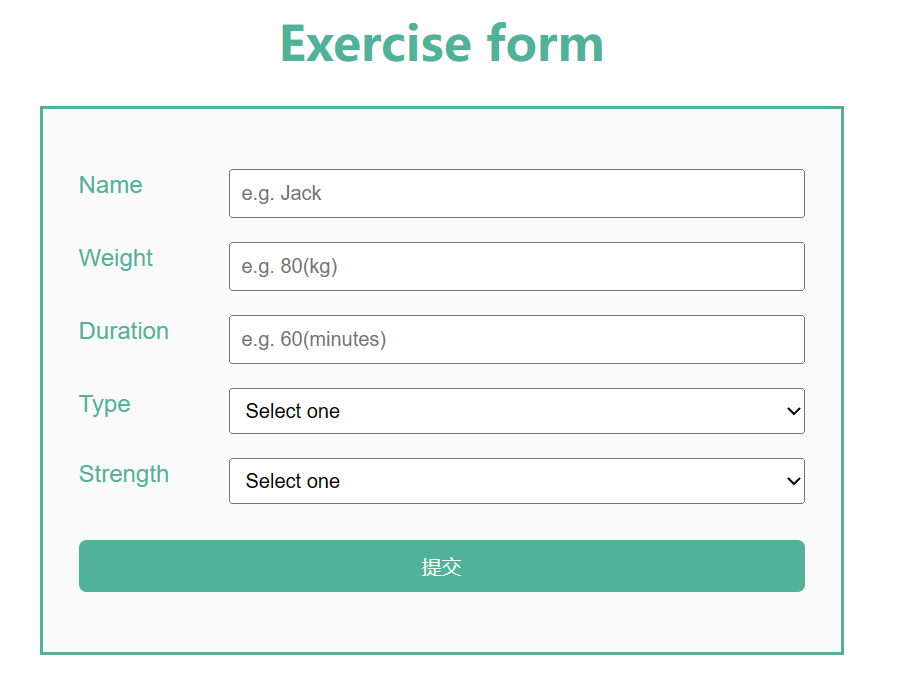 Exercise form
Name
e.g. Jack
Weight
e.g. 80(kg)
Duration
e.g. 60(minutes)
Type
Select one
Strength
Select one
提交